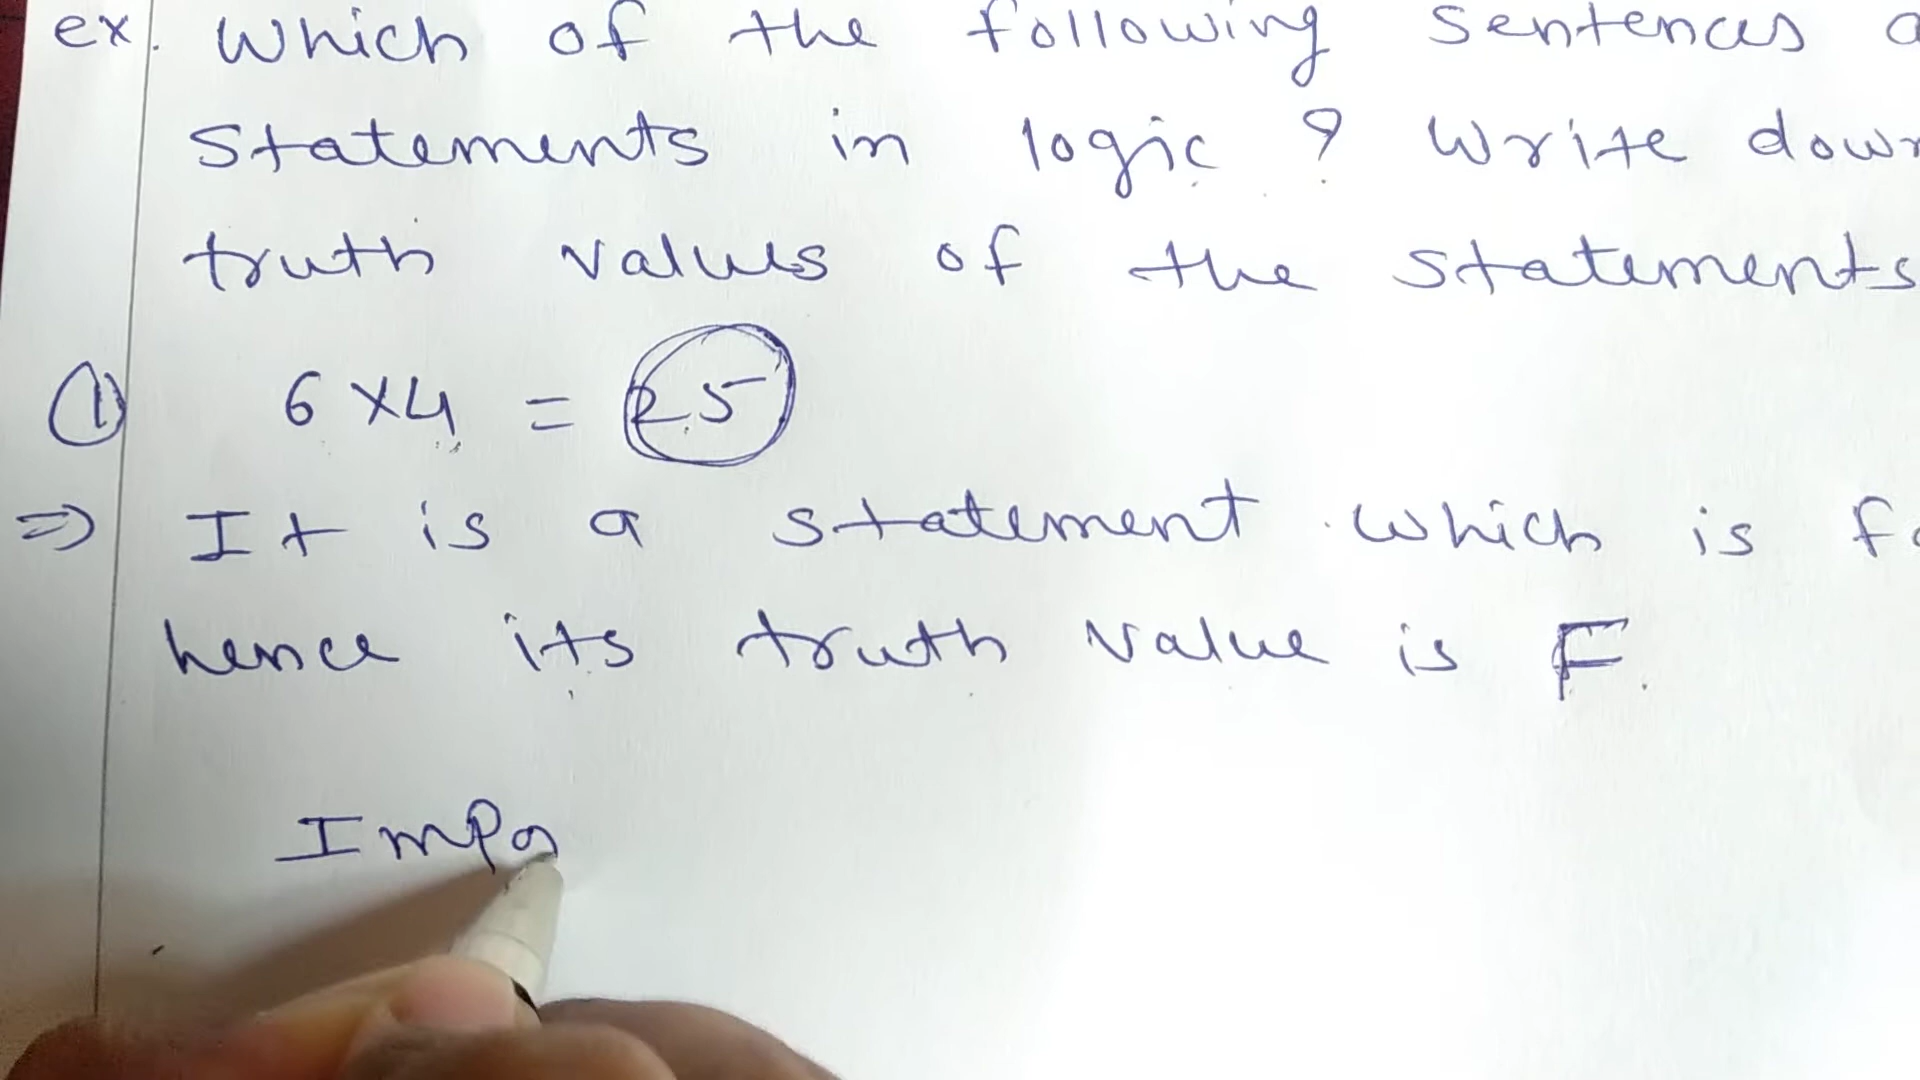 ex. Which of the following sentences
Statements in logic ? Write down
truth values of the statements
① 6 × 4 = 25
⇒ It is a statement which is
hence its truth value is F.
Impo